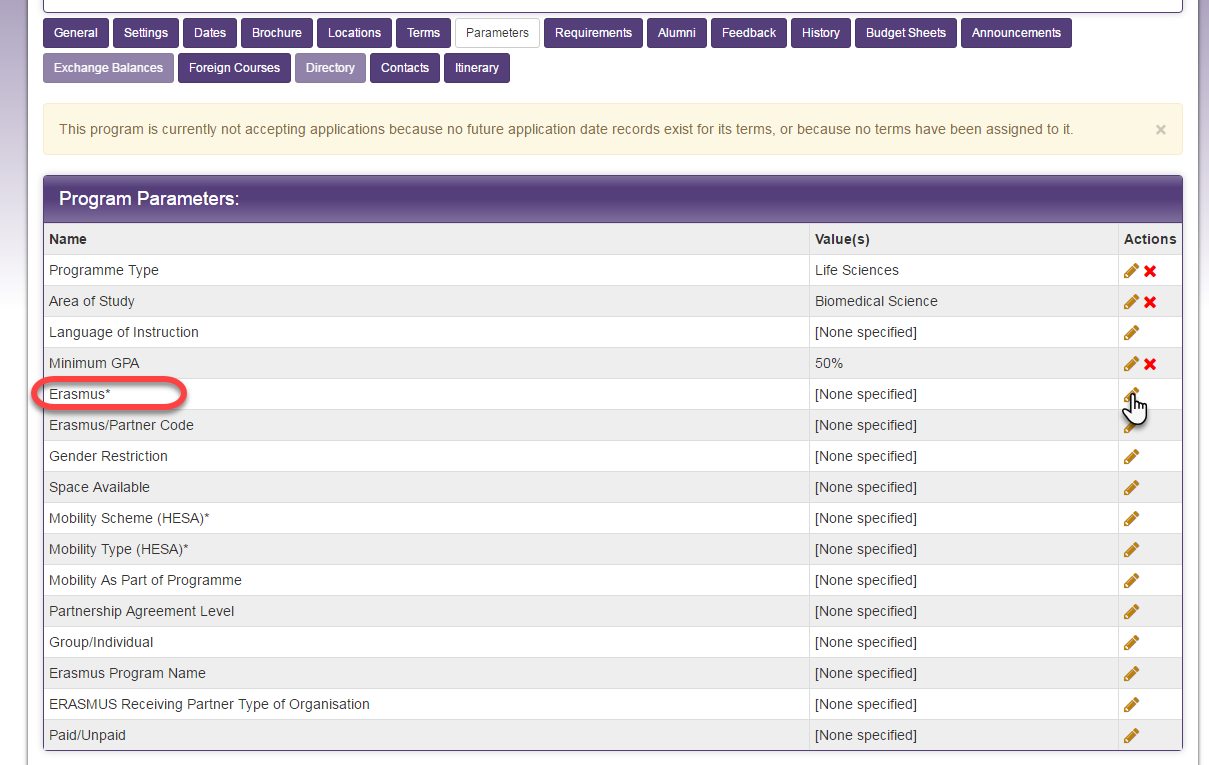 General Settings Dates Brochure Locations Terms Parameters Requirements Alumni Feedback History Budget Sheets Announcements
Exchange Balances Foreign Courses Directory Contacts Itinerary
This program is currently not accepting applications because no future application date records exist for its terms, or because no terms have been assigned to it. ×
Program Parameters:
Name Value(s) Actions
Programme Type Life Sciences
Area of Study Biomedical Science
Language of Instruction [None specified]
Minimum GPA 50%
Erasmus* [None specified]
Erasmus/Partner Code [None specified]
Gender Restriction [None specified]
Space Available [None specified]
Mobility Scheme (HESA)* [None specified]
Mobility Type (HESA)* [None specified]
Mobility As Part of Programme [None specified]
Partnership Agreement Level [None specified]
Group/Individual [None specified]
Erasmus Program Name [None specified]
ERASMUS Receiving Partner Type of Organisation [None specified]
Paid/Unpaid [None specified]